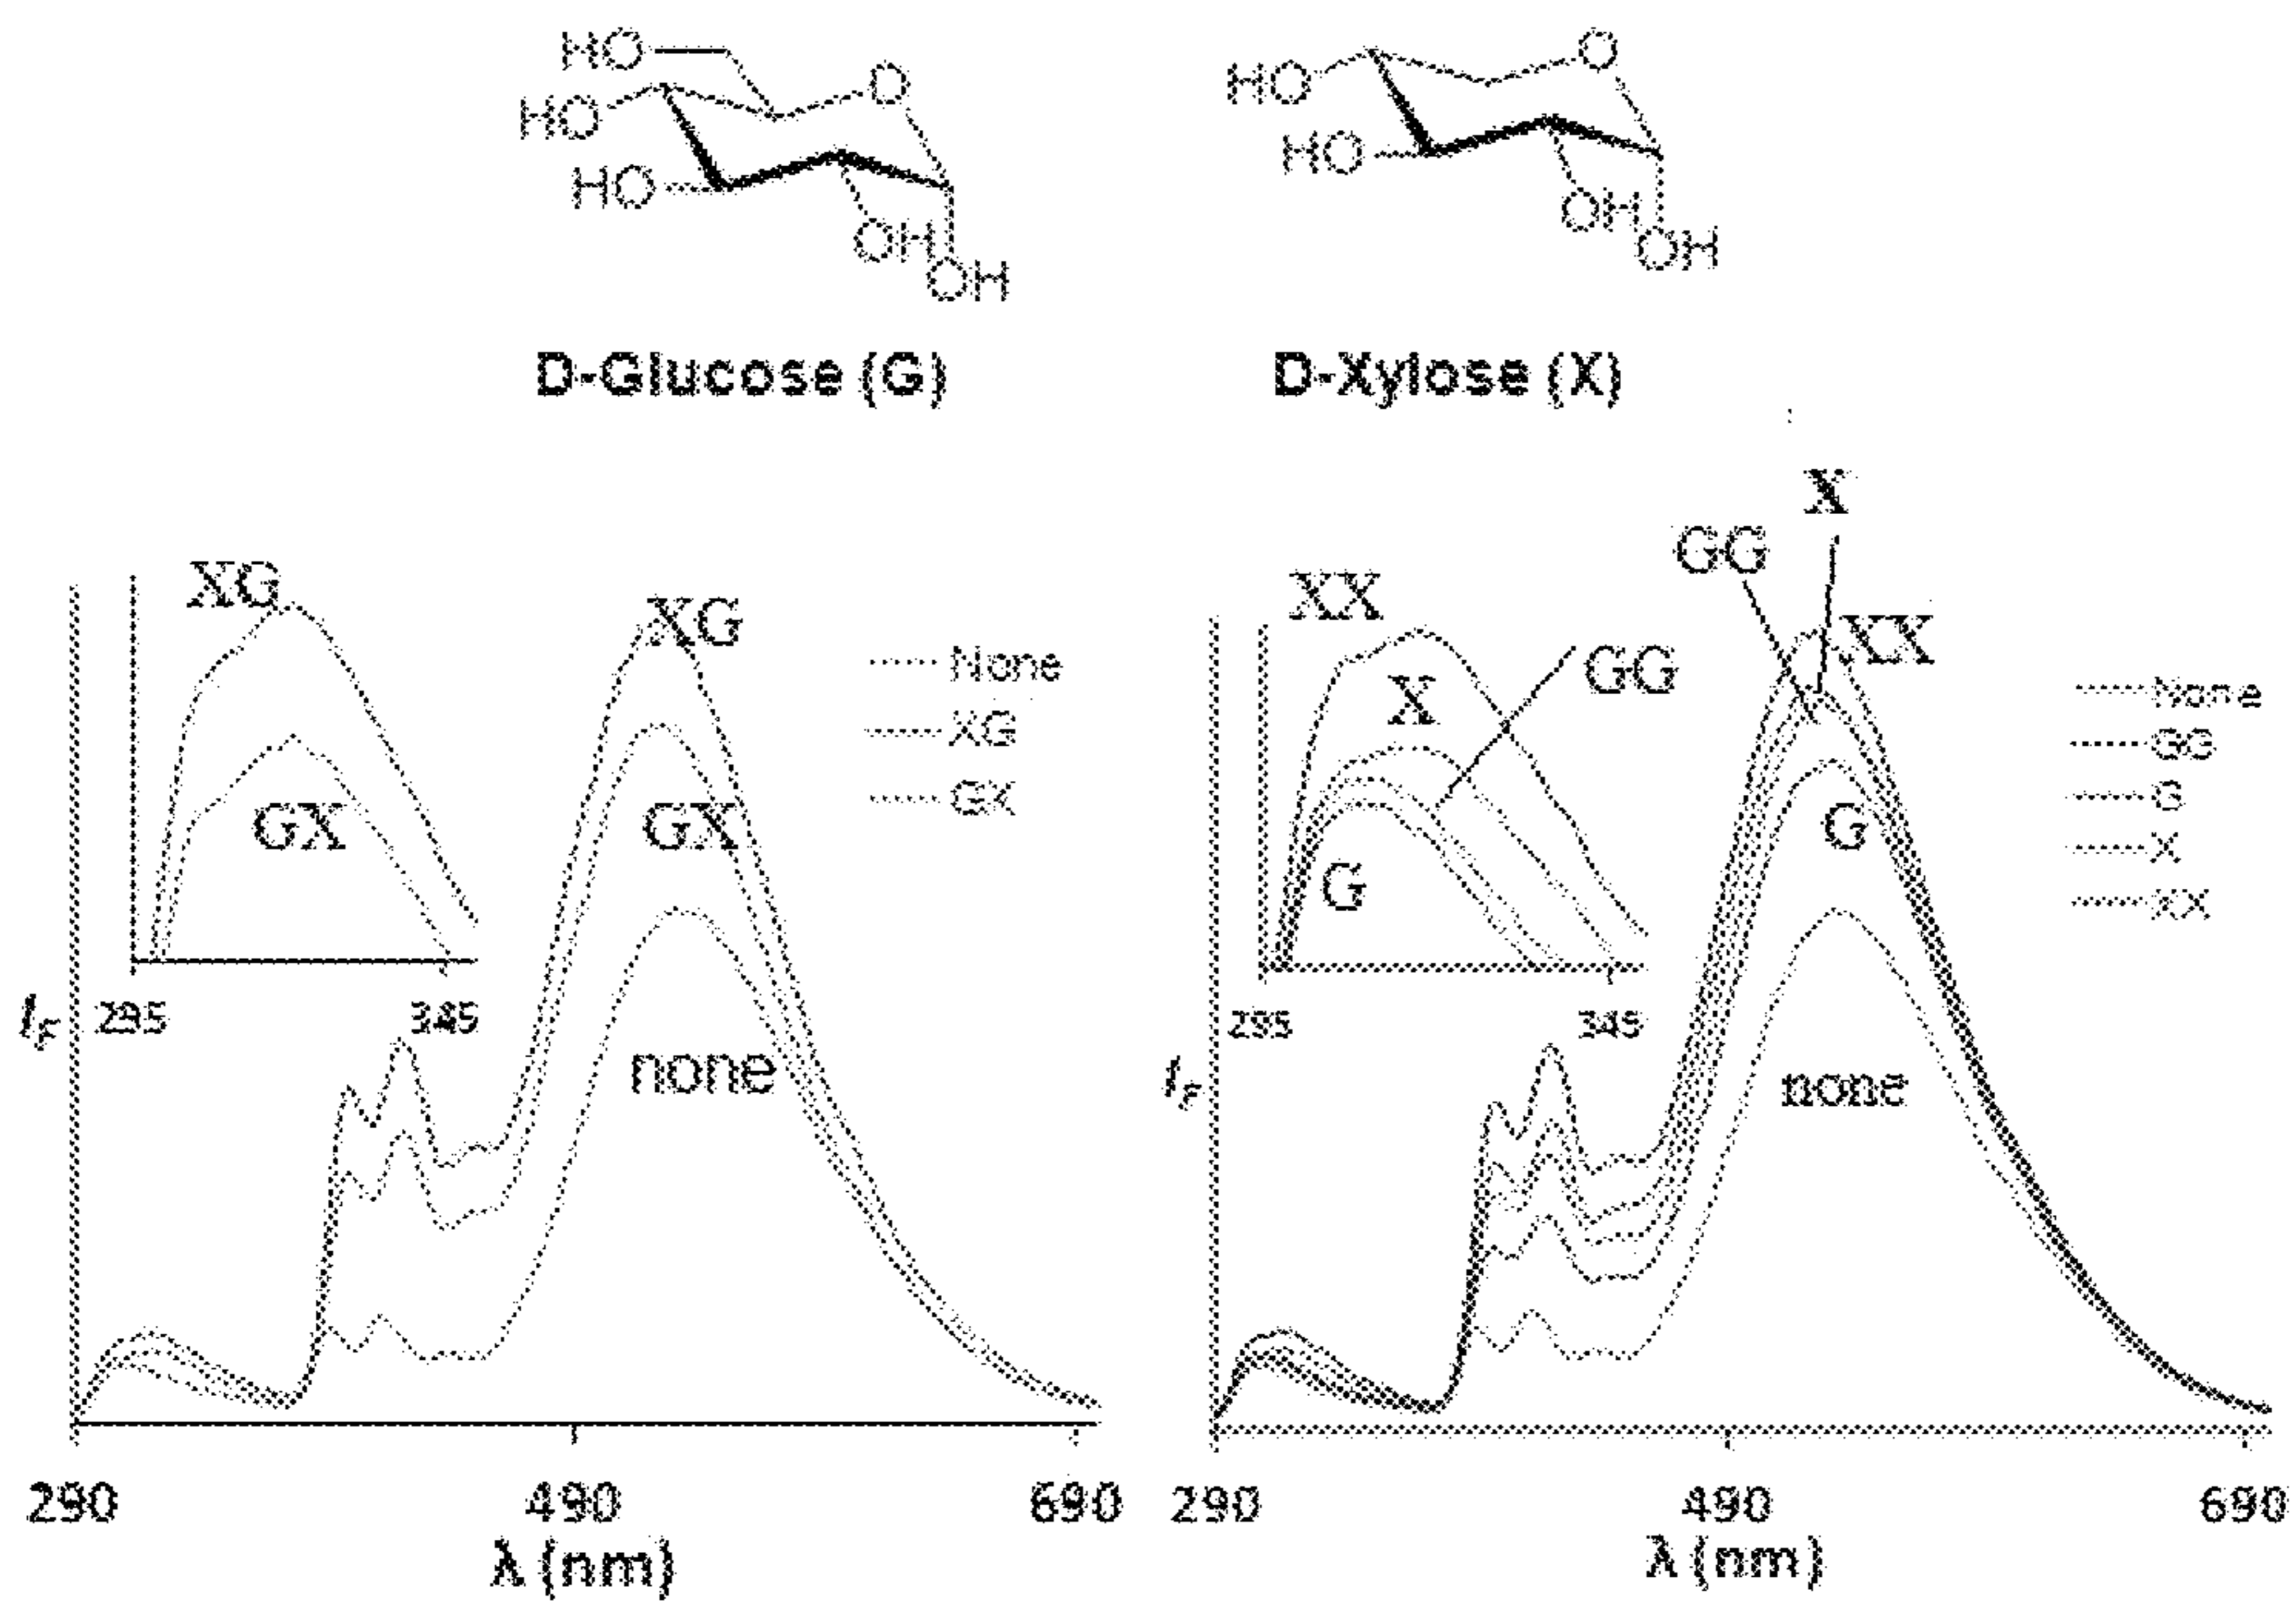 HO
HO
HO
O
OH
OH
D-Glucose (G)
HO
HO
O
OH
OH
D-Xylose (X)
XG
GX
295
345
XG
GX
none
None
XG
GX
I_F
290
490
690
λ (nm)
XX
X
GG
G
295
345
X
GG
XX
G
none
None
GG
G
X
XX
I_F
290
490
690
λ (nm)